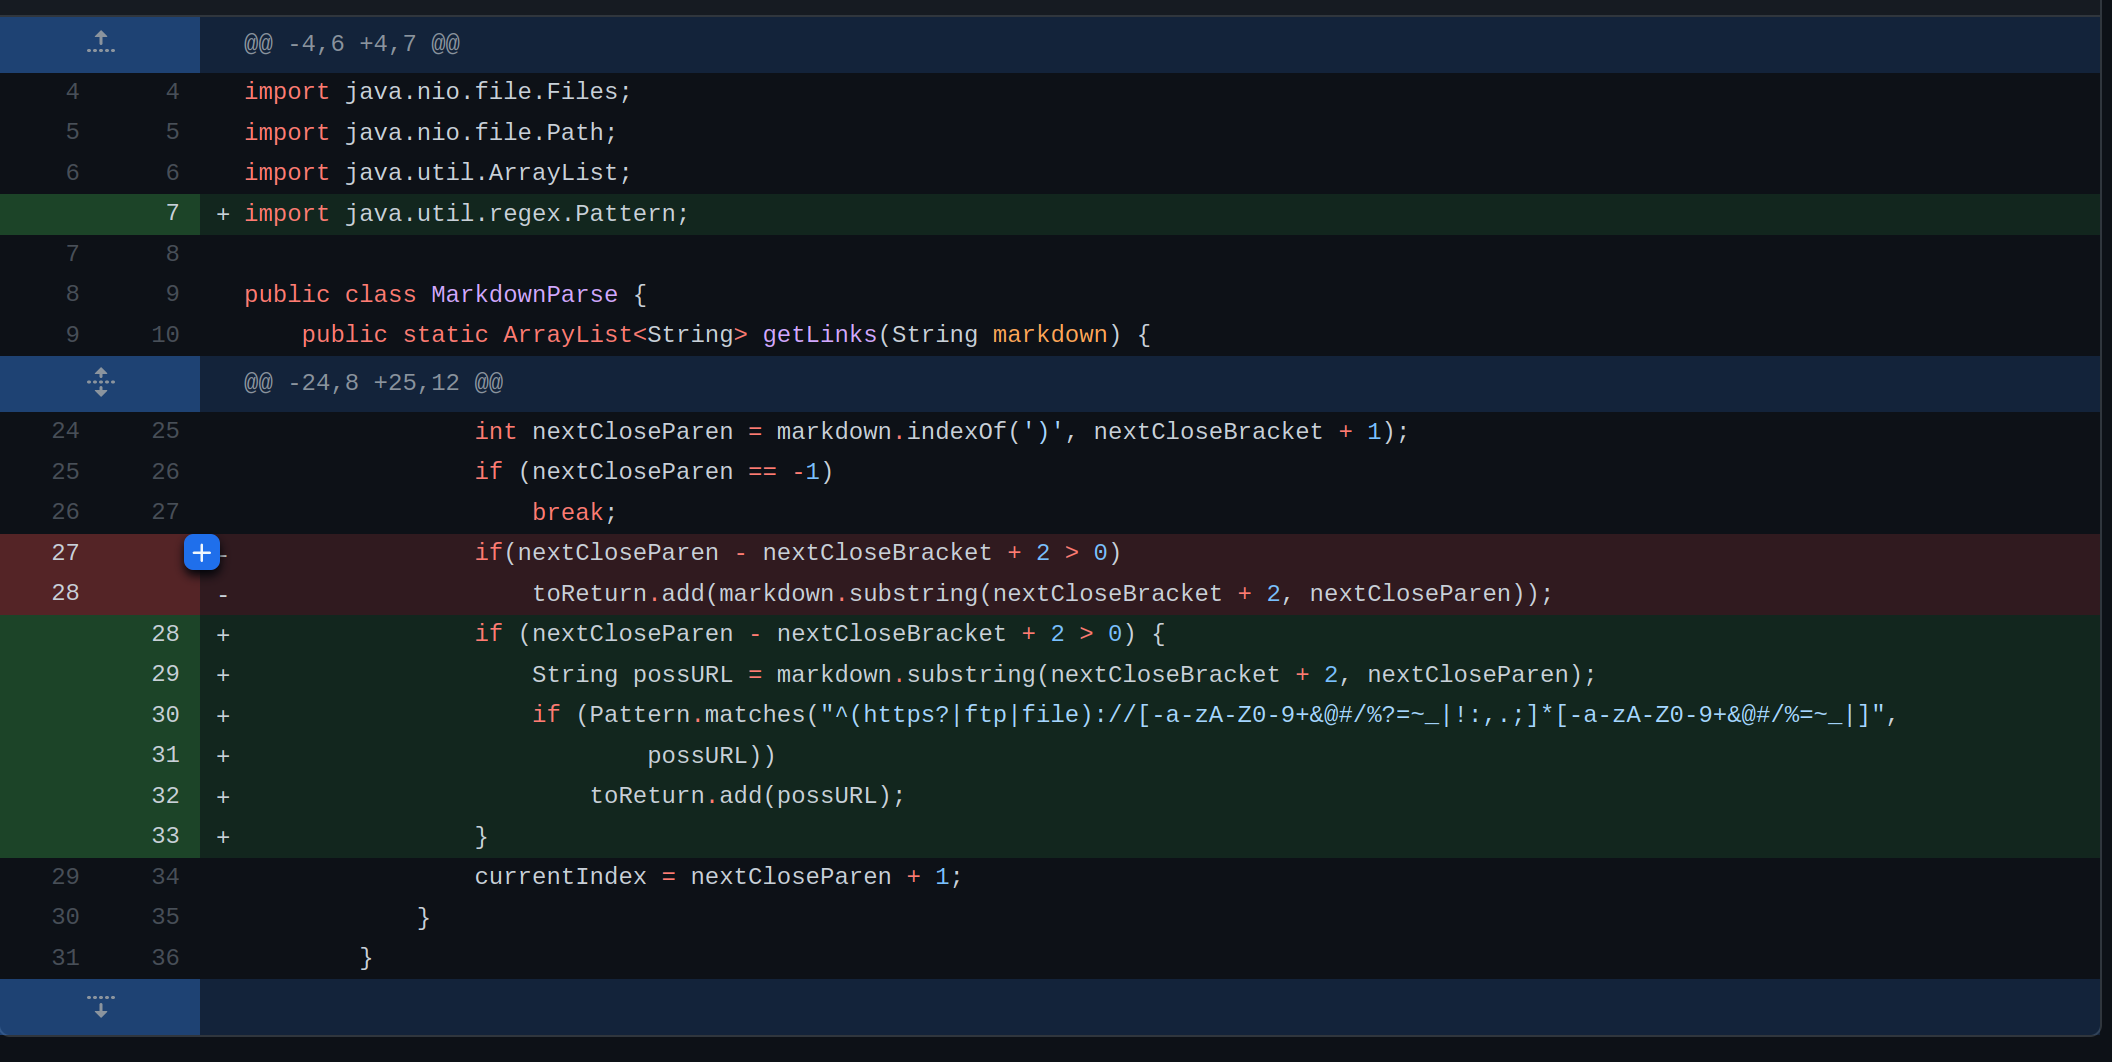 @@ -4,6 +4,7 @@
4 4 import java.nio.file.Files;
5 5 import java.nio.file.Path;
6 6 import java.util.ArrayList;
7 + import java.util.regex.Pattern;
7 8
8 9 public class MarkdownParse {
9 10 public static ArrayList<String> getLinks(String markdown) {
@@ -24,8 +25,12 @@
24 25 int nextCloseParen = markdown.indexOf(')', nextCloseBracket + 1);
25 26 if (nextCloseParen == -1)
26 27 break;
27 - if(nextCloseParen - nextCloseBracket + 2 > 0)
28 - toReturn.add(markdown.substring(nextCloseBracket + 2, nextCloseParen));
28 + if (nextCloseParen - nextCloseBracket + 2 > 0) {
29 + String possURL = markdown.substring(nextCloseBracket + 2, nextCloseParen);
30 + if (Pattern.matches("^(https?|ftp|file)://[-a-zA-Z0-9+&@#/%?=~_|!:,.;]*[-a-zA-Z0-9+&@#/%=~_|]",
31 + possURL))
32 + toReturn.add(possURL);
33 + }
29 34 currentIndex = nextCloseParen + 1;
30 35 }
31 36 }